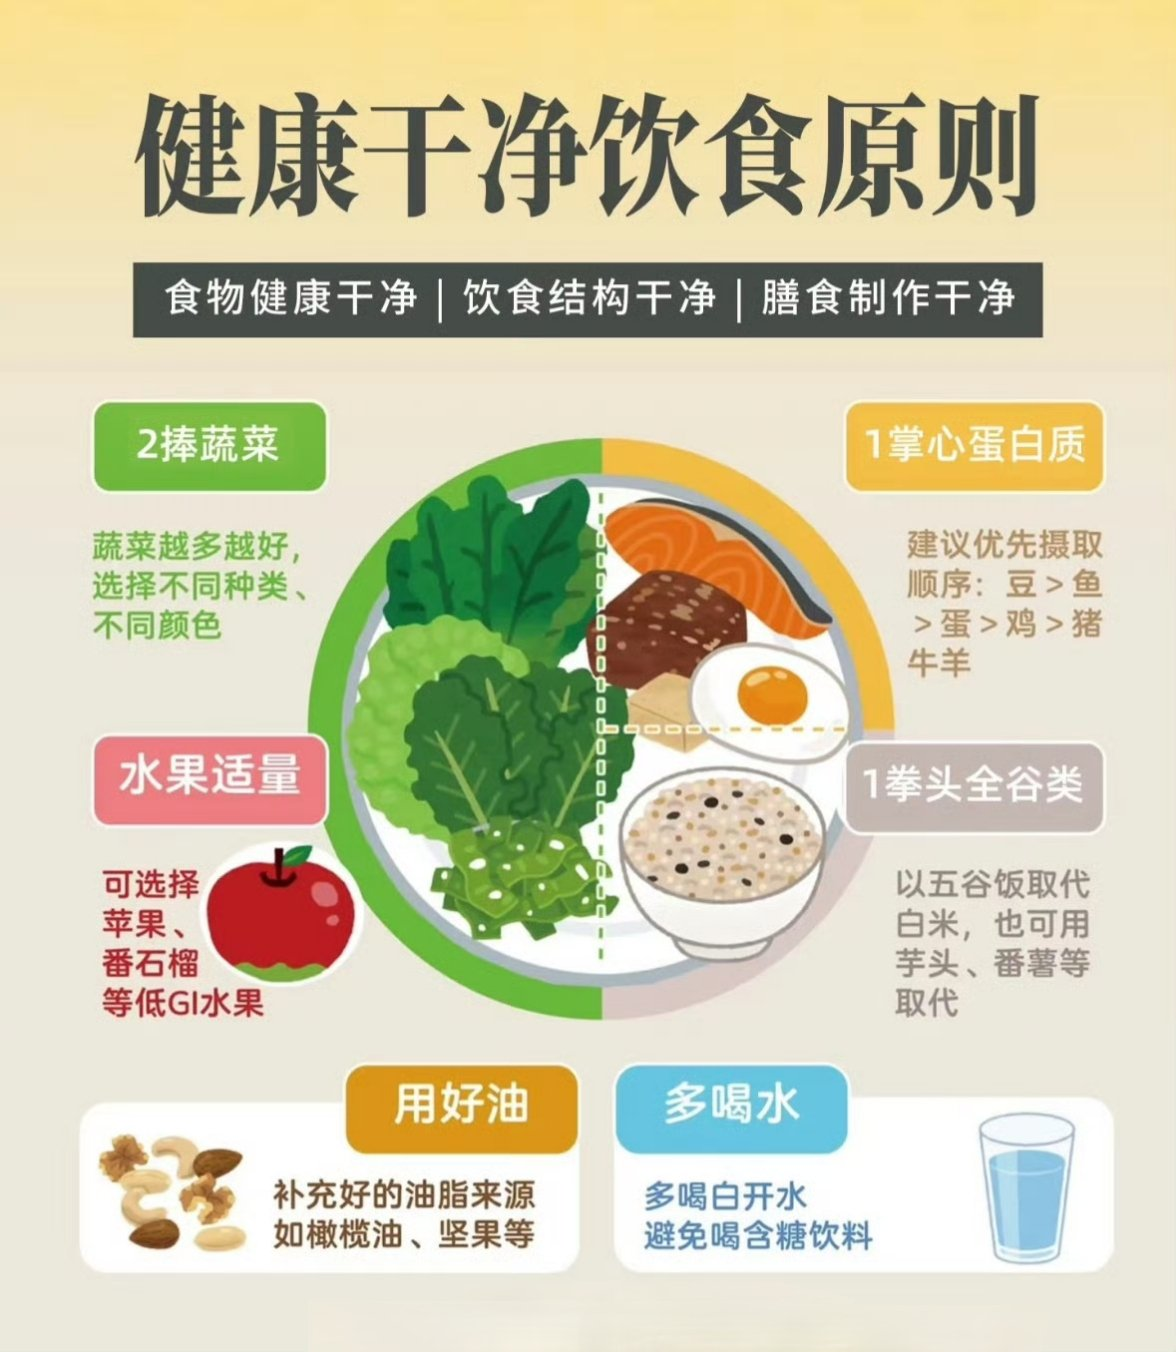 健康干净饮食原则
食物健康干净 | 饮食结构干净 | 膳食制作干净
2捧蔬菜
蔬菜越多越好，
选择不同种类、
不同颜色
1掌心蛋白质
建议优先摄取
顺序：豆 > 鱼
> 蛋 > 鸡 > 猪
牛羊
水果适量
可选择
苹果、
番石榴
等低GI水果
1拳头全谷类
以五谷饭取代
白米，也可用
芋头、番薯等
取代
用好油
补充好的油脂来源
如橄榄油、坚果等
多喝水
多喝白开水
避免喝含糖饮料